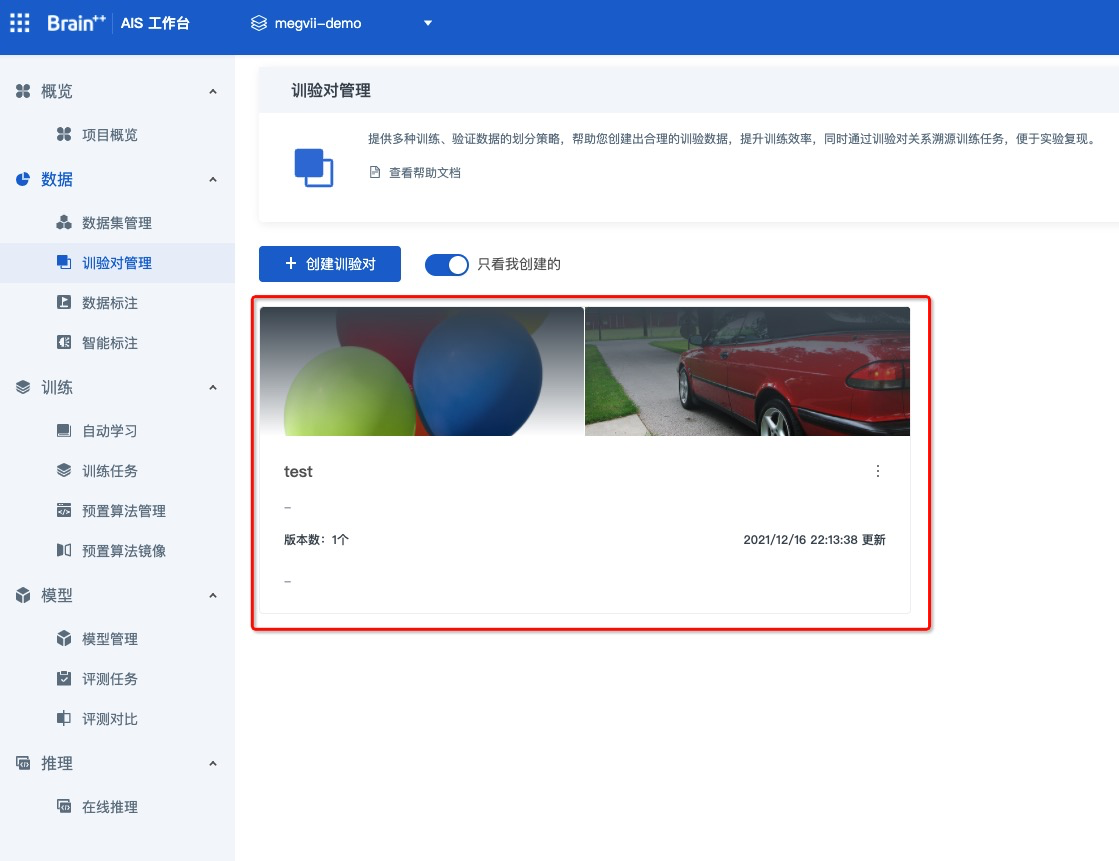 Brain++ AIS 工作台 megvii-demo
概览
项目概览
数据
数据集管理
训验对管理
数据标注
智能标注
训练
自动学习
训练任务
预置算法管理
预置算法镜像
模型
模型管理
评测任务
评测对比
推理
在线推理
训验对管理
提供多种训练、验证数据的划分策略，帮助您创建出合理的训验数据，提升训练效率，同时通过训验对关系溯源训练任务，便于实验复现。
查看帮助文档
+ 创建训验对 只看我创建的
test
–
版本数：1个 2021/12/16 22:13:38 更新
–